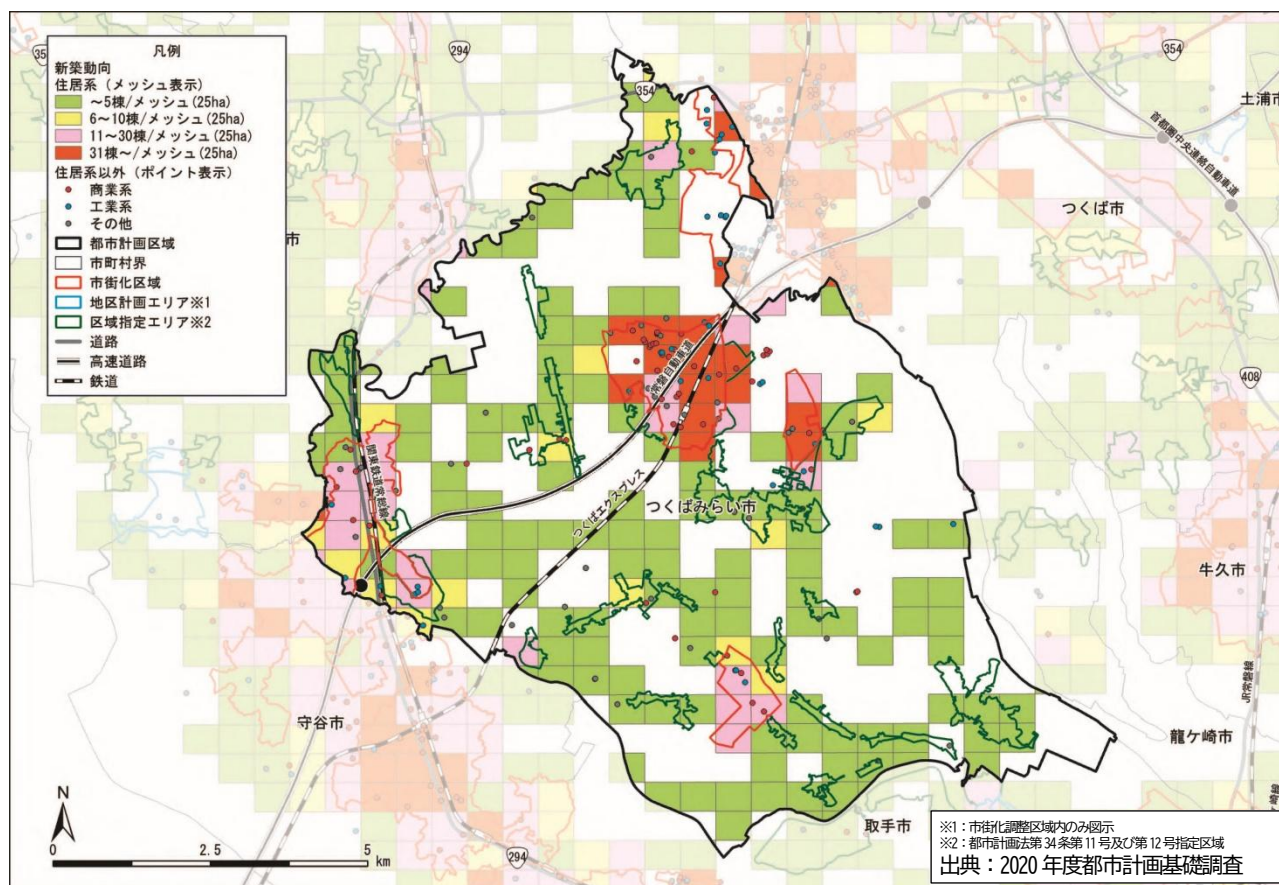 凡例
新築動向
住居系(メッシュ表示)
~5棟/メッシュ(25ha)
6~10棟/メッシュ(25ha)
11~30棟/メッシュ(25ha)
31棟~/メッシュ(25ha)
住居系以外(ポイント表示)
商業系
工業系
その他
都市計画区域
市町村界
市街化区域
地区計画エリア※1
区域指定エリア※2
道路
高速道路
鉄道
294
354
354
土浦市
首都圏中央連絡自動車道
つくば市
市
408
常磐自動車道
関東鉄道常総線
つくばエクスプレス
つくばみらい市
牛久市
JR常磐線
守谷市
龍ケ崎市
取手市
294
N
0
2.5
5
km
※1:市街化調整区域内のみ図示
※2:都市計画法第34条第11号及び第12号指定区域
出典:2020年度都市計画基礎調査